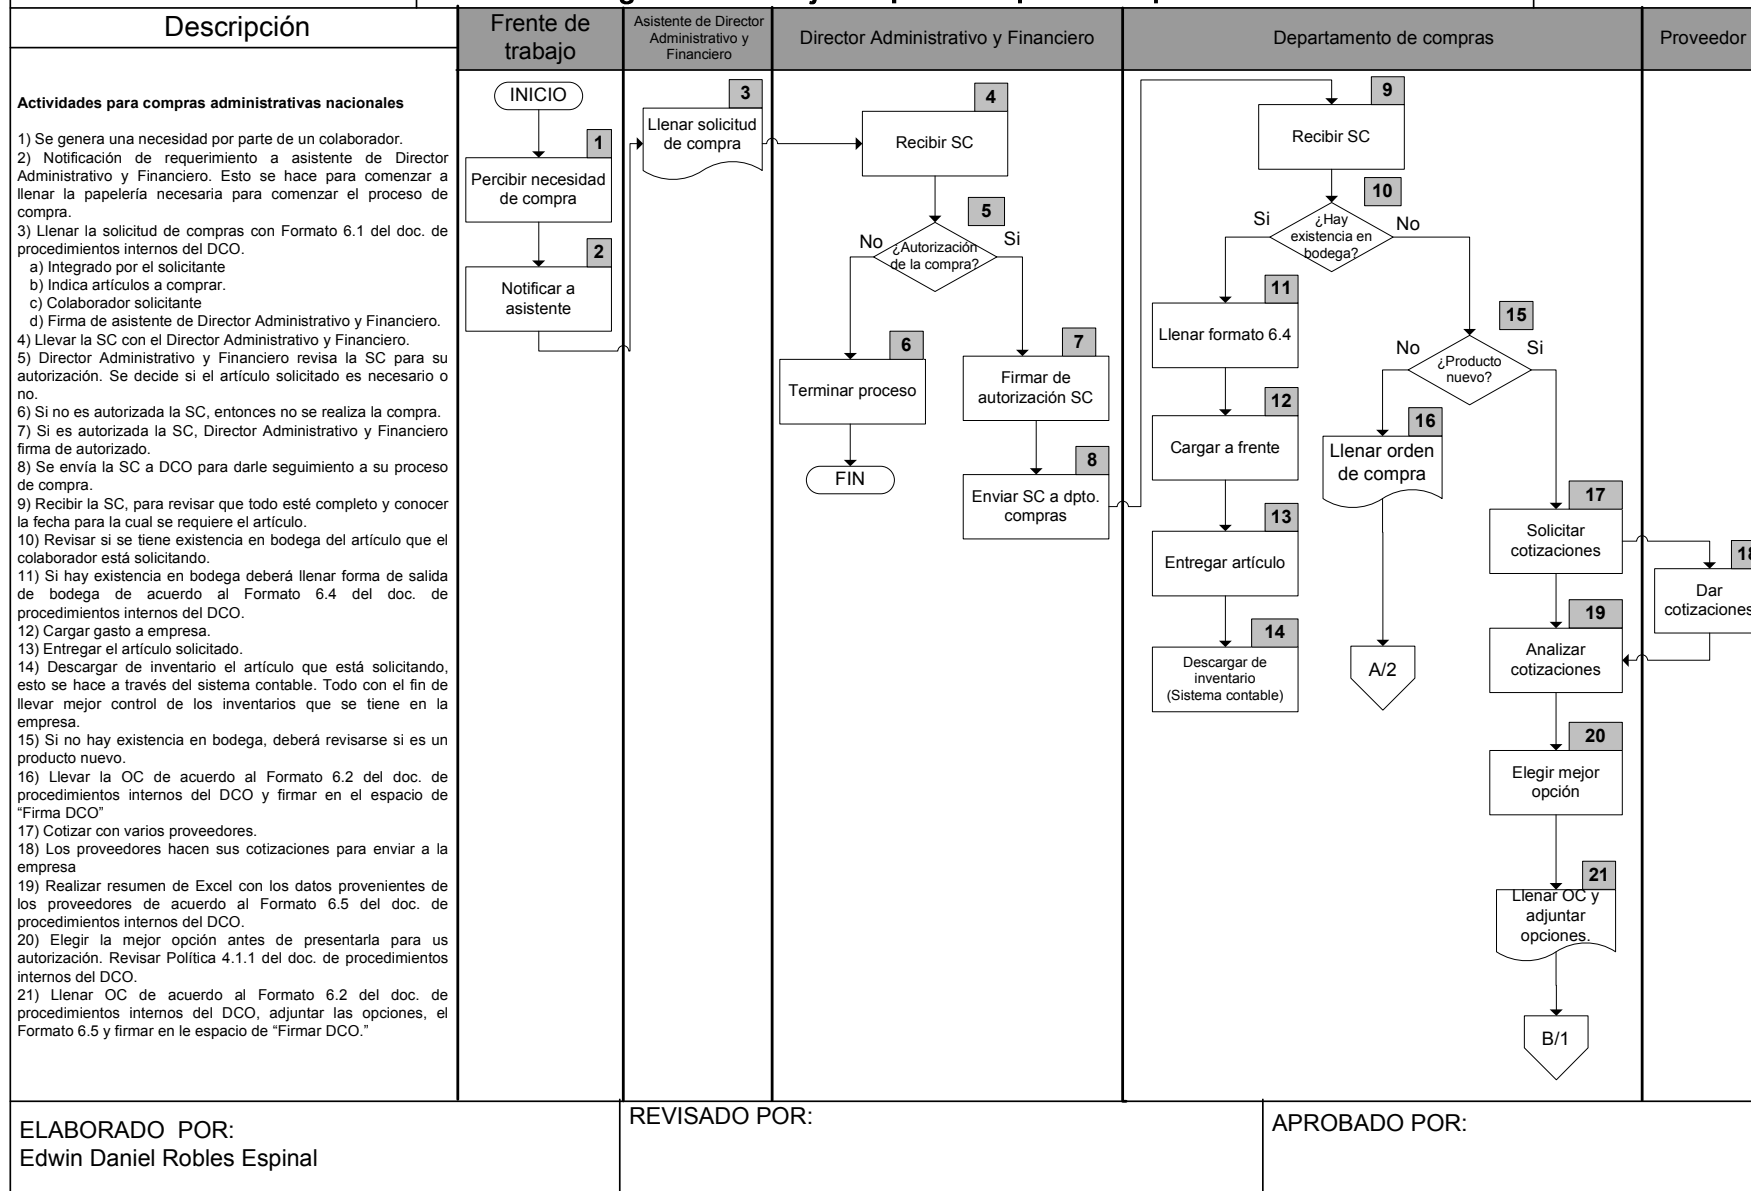 Descripción
Frente de
trabajo
Asistente de Director
Administrativo y
Financiero
Director Administrativo y Financiero
Departamento de compras
Proveedor
Actividades para compras administrativas nacionales
1) Se genera una necesidad por parte de un colaborador.
2) Notificación de requerimiento a asistente de Director
Administrativo y Financiero. Esto se hace para comenzar a
llenar la papelería necesaria para comenzar el proceso de
compra.
3) Llenar la solicitud de compras con Formato 6.1 del doc. de
procedimientos internos del DCO.
a) Integrado por el solicitante
b) Indica artículos a comprar.
c) Colaborador solicitante
d) Firma de asistente de Director Administrativo y Financiero.
4) Llevar la SC con el Director Administrativo y Financiero.
5) Director Administrativo y Financiero revisa la SC para su
autorización. Se decide si el artículo solicitado es necesario o
no.
6) Si no es autorizada la SC, entonces no se realiza la compra.
7) Si es autorizada la SC, Director Administrativo y Financiero
firma de autorizado.
8) Se envía la SC a DCO para darle seguimiento a su proceso
de compra.
9) Recibir la SC, para revisar que todo esté completo y conocer
la fecha para la cual se requiere el artículo.
10) Revisar si se tiene existencia en bodega del artículo que el
colaborador está solicitando.
11) Si hay existencia en bodega deberá llenar forma de salida
de bodega de acuerdo al Formato 6.4 del doc. de
procedimientos internos del DCO.
12) Cargar gasto a empresa.
13) Entregar el artículo solicitado.
14) Descargar de inventario el artículo que está solicitando,
esto se hace a través del sistema contable. Todo con el fin de
llevar mejor control de los inventarios que se tiene en la
empresa.
15) Si no hay existencia en bodega, deberá revisarse si es un
producto nuevo.
16) Llevar la OC de acuerdo al Formato 6.2 del doc. de
procedimientos internos del DCO y firmar en el espacio de
“Firma DCO”
17) Cotizar con varios proveedores.
18) Los proveedores hacen sus cotizaciones para enviar a la
empresa
19) Realizar resumen de Excel con los datos provenientes de
los proveedores de acuerdo al Formato 6.5 del doc. de
procedimientos internos del DCO.
20) Elegir la mejor opción antes de presentarla para us
autorización. Revisar Política 4.1.1 del doc. de procedimientos
internos del DCO.
21) Llenar OC de acuerdo al Formato 6.2 del doc. de
procedimientos internos del DCO, adjuntar las opciones, el
Formato 6.5 y firmar en le espacio de “Firmar DCO.”
INICIO
1
Percibir necesidad
de compra
2
Notificar a
asistente
3
Llenar solicitud
de compra
4
Recibir SC
5
¿Autorización
de la compra?
No
Si
6
Terminar proceso
FIN
7
Firmar de
autorización SC
8
Enviar SC a dpto.
compras
9
Recibir SC
10
¿Hay
existencia en
bodega?
Si
No
11
Llenar formato 6.4
12
Cargar a frente
13
Entregar artículo
14
Descargar de
inventario
(Sistema contable)
15
¿Producto
nuevo?
No
Si
16
Llenar orden
de compra
A/2
17
Solicitar
cotizaciones
18
Dar
cotizaciones
19
Analizar
cotizaciones
20
Elegir mejor
opción
21
Llenar OC y
adjuntar
opciones.
B/1
ELABORADO POR:
Edwin Daniel Robles Espinal
REVISADO POR:
APROBADO POR: